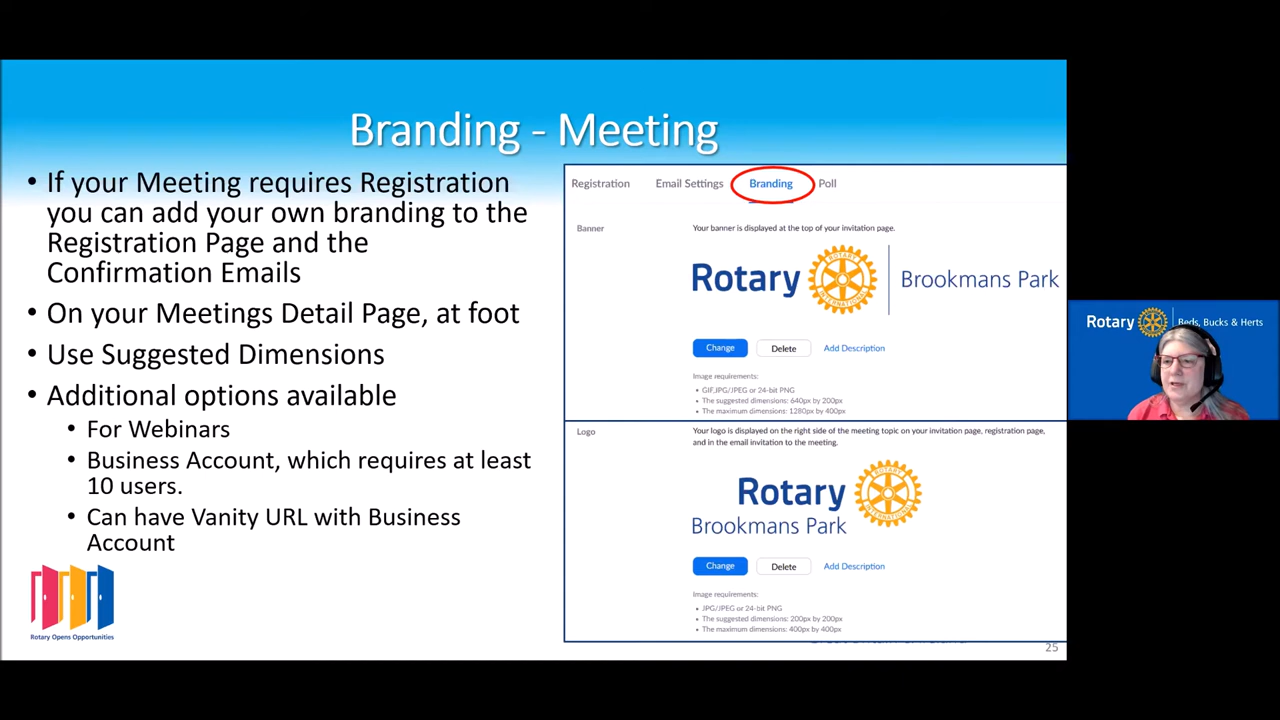 Branding - Meeting
• If your Meeting requires Registration
you can add your own branding to the
Registration Page and the
Confirmation Emails
• On your Meetings Detail Page, at foot
• Use Suggested Dimensions
• Additional options available
• For Webinars
• Business Account, which requires at least
10 users.
• Can have Vanity URL with Business
Account
Rotary Opens Opportunities
Registration Email Settings Branding Poll
Banner
Your banner is displayed at the top of your invitation page.
Rotary
ROTARY
INTERNATIONAL
Brookmans Park
Change Delete Add Description
Image requirements:
• GIF,JPG/JPEG or 24-bit PNG
• The suggested dimensions: 640px by 200px
• The maximum dimensions: 1280px by 400px
Logo
Your logo is displayed on the right side of the meeting topic on your invitation page, registration page,
and in the email invitation to the meeting.
Rotary
ROTARY
INTERNATIONAL
Brookmans Park
Change Delete Add Description
Image requirements:
• JPG/JPEG or 24-bit PNG
• The suggested dimensions: 200px by 200px
• The maximum dimensions: 400px by 400px
25
Rotary
Beds, Bucks & Herts